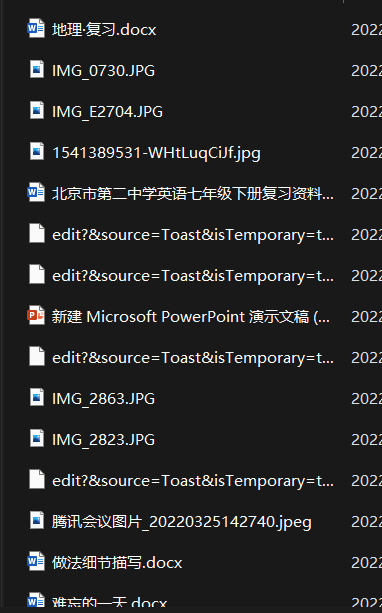 地理·复习.docx 2022
IMG_0730.JPG 2022
IMG_E2704.JPG 2022
1541389531-WHtLuqCiJf.jpg 2022
北京市第二中学英语七年级下册复习资料... 2022
edit?&source=Toast&isTemporary=t... 2022
edit?&source=Toast&isTemporary=t... 2022
新建 Microsoft PowerPoint 演示文稿 (... 2022
edit?&source=Toast&isTemporary=t... 2022
IMG_2863.JPG 2022
IMG_2823.JPG 2022
edit?&source=Toast&isTemporary=t... 2022
腾讯会议图片_20220325142740.jpeg 2022
做法细节描写.docx 2022
难忘的一天.docx 2022